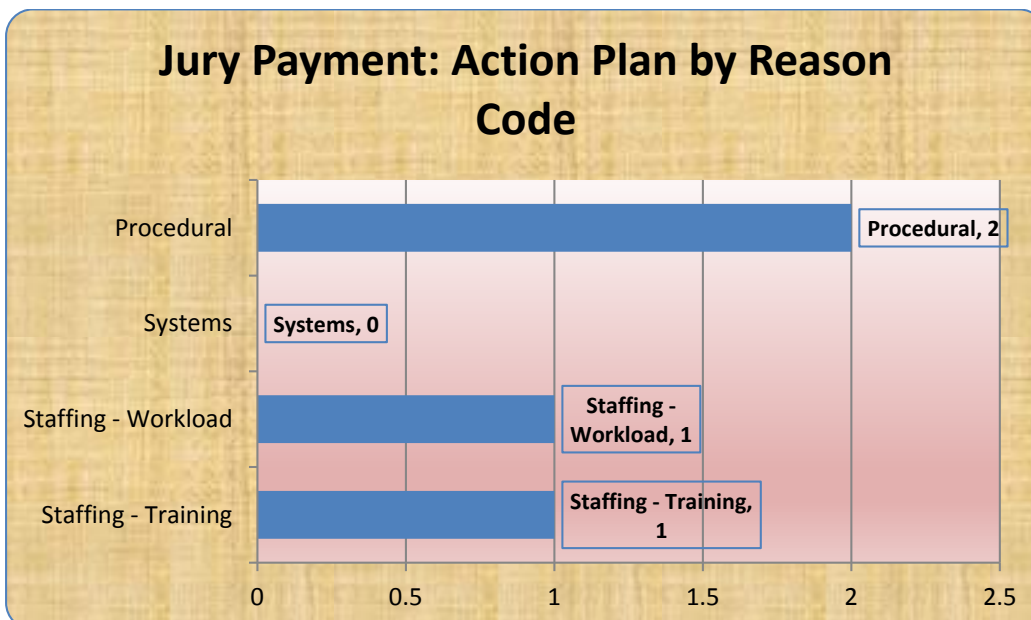 Jury Payment: Action Plan by Reason
Code
Procedural
Procedural, 2
Systems
Systems, 0
Staffing - Workload
Staffing -
Workload, 1
Staffing - Training
Staffing - Training,
1
0 0.5 1 1.5 2 2.5